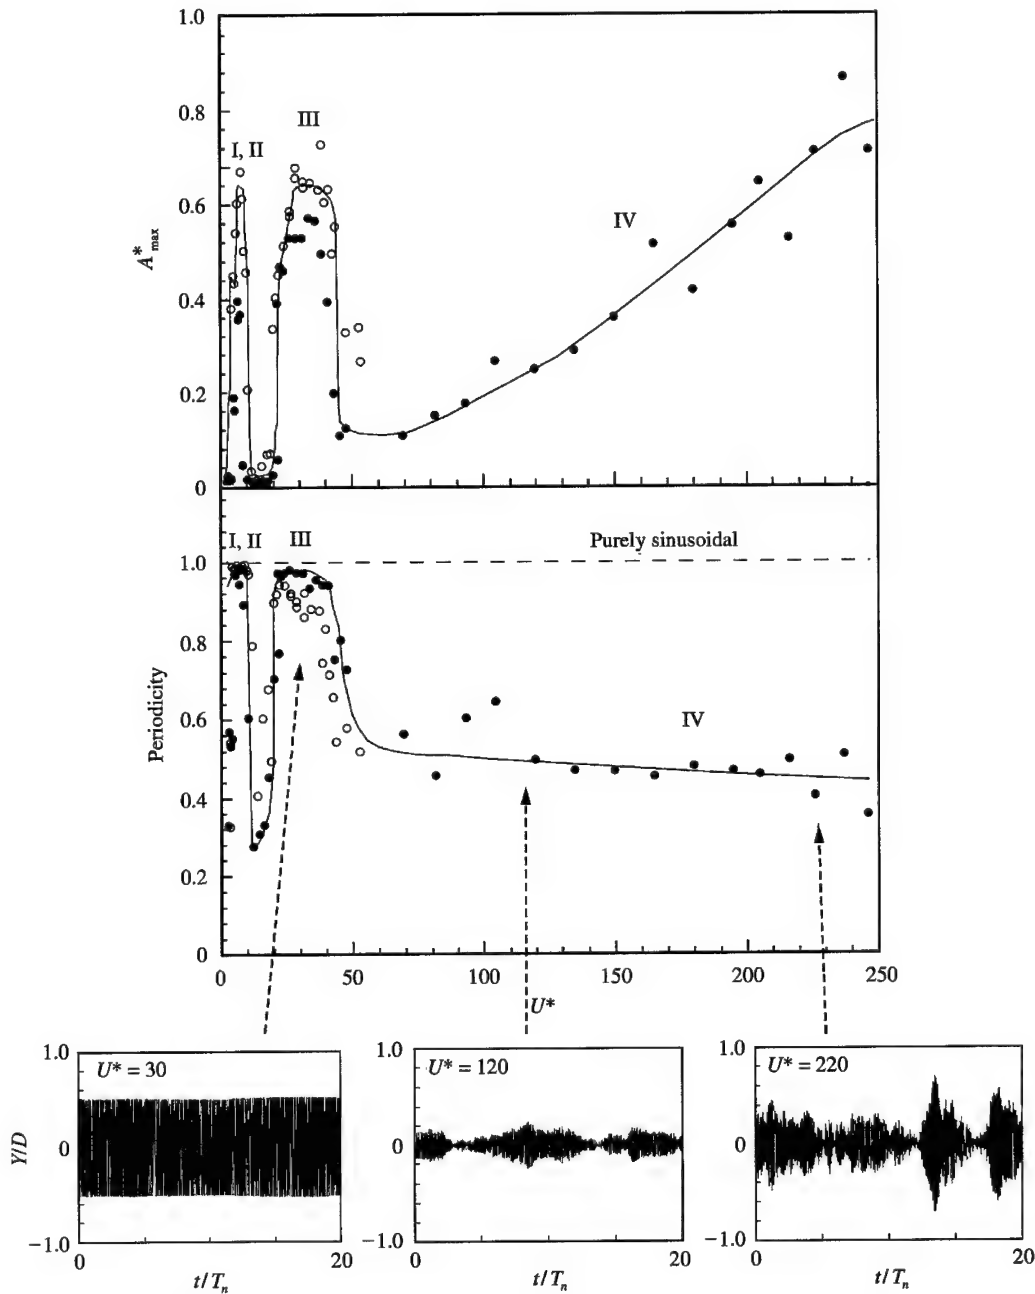 1.0
0.8
0.6
0.4
0.2
0
A*max
I, II
III
IV
1.0
0.8
0.6
0.4
0.2
0
Periodicity
I, II
III
Purely sinusoidal
IV
0 50 100 150 200 250
U*
1.0
0
−1.0
Y/D
U* = 30
0 20
t/Tn
1.0
0
−1.0
U* = 120
0 20
t/Tn
1.0
0
−1.0
U* = 220
0 20
t/Tn